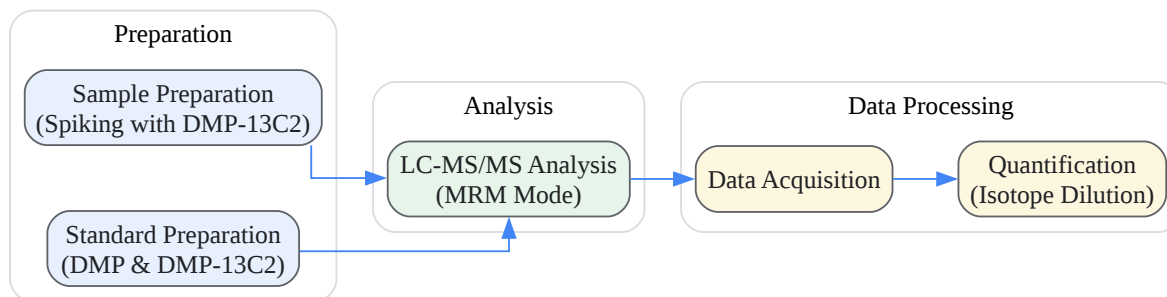 Preparation
Sample Preparation
(Spiking with DMP-13C2)
Standard Preparation
(DMP & DMP-13C2)
Analysis
LC-MS/MS Analysis
(MRM Mode)
Data Processing
Data Acquisition
Quantification
(Isotope Dilution)